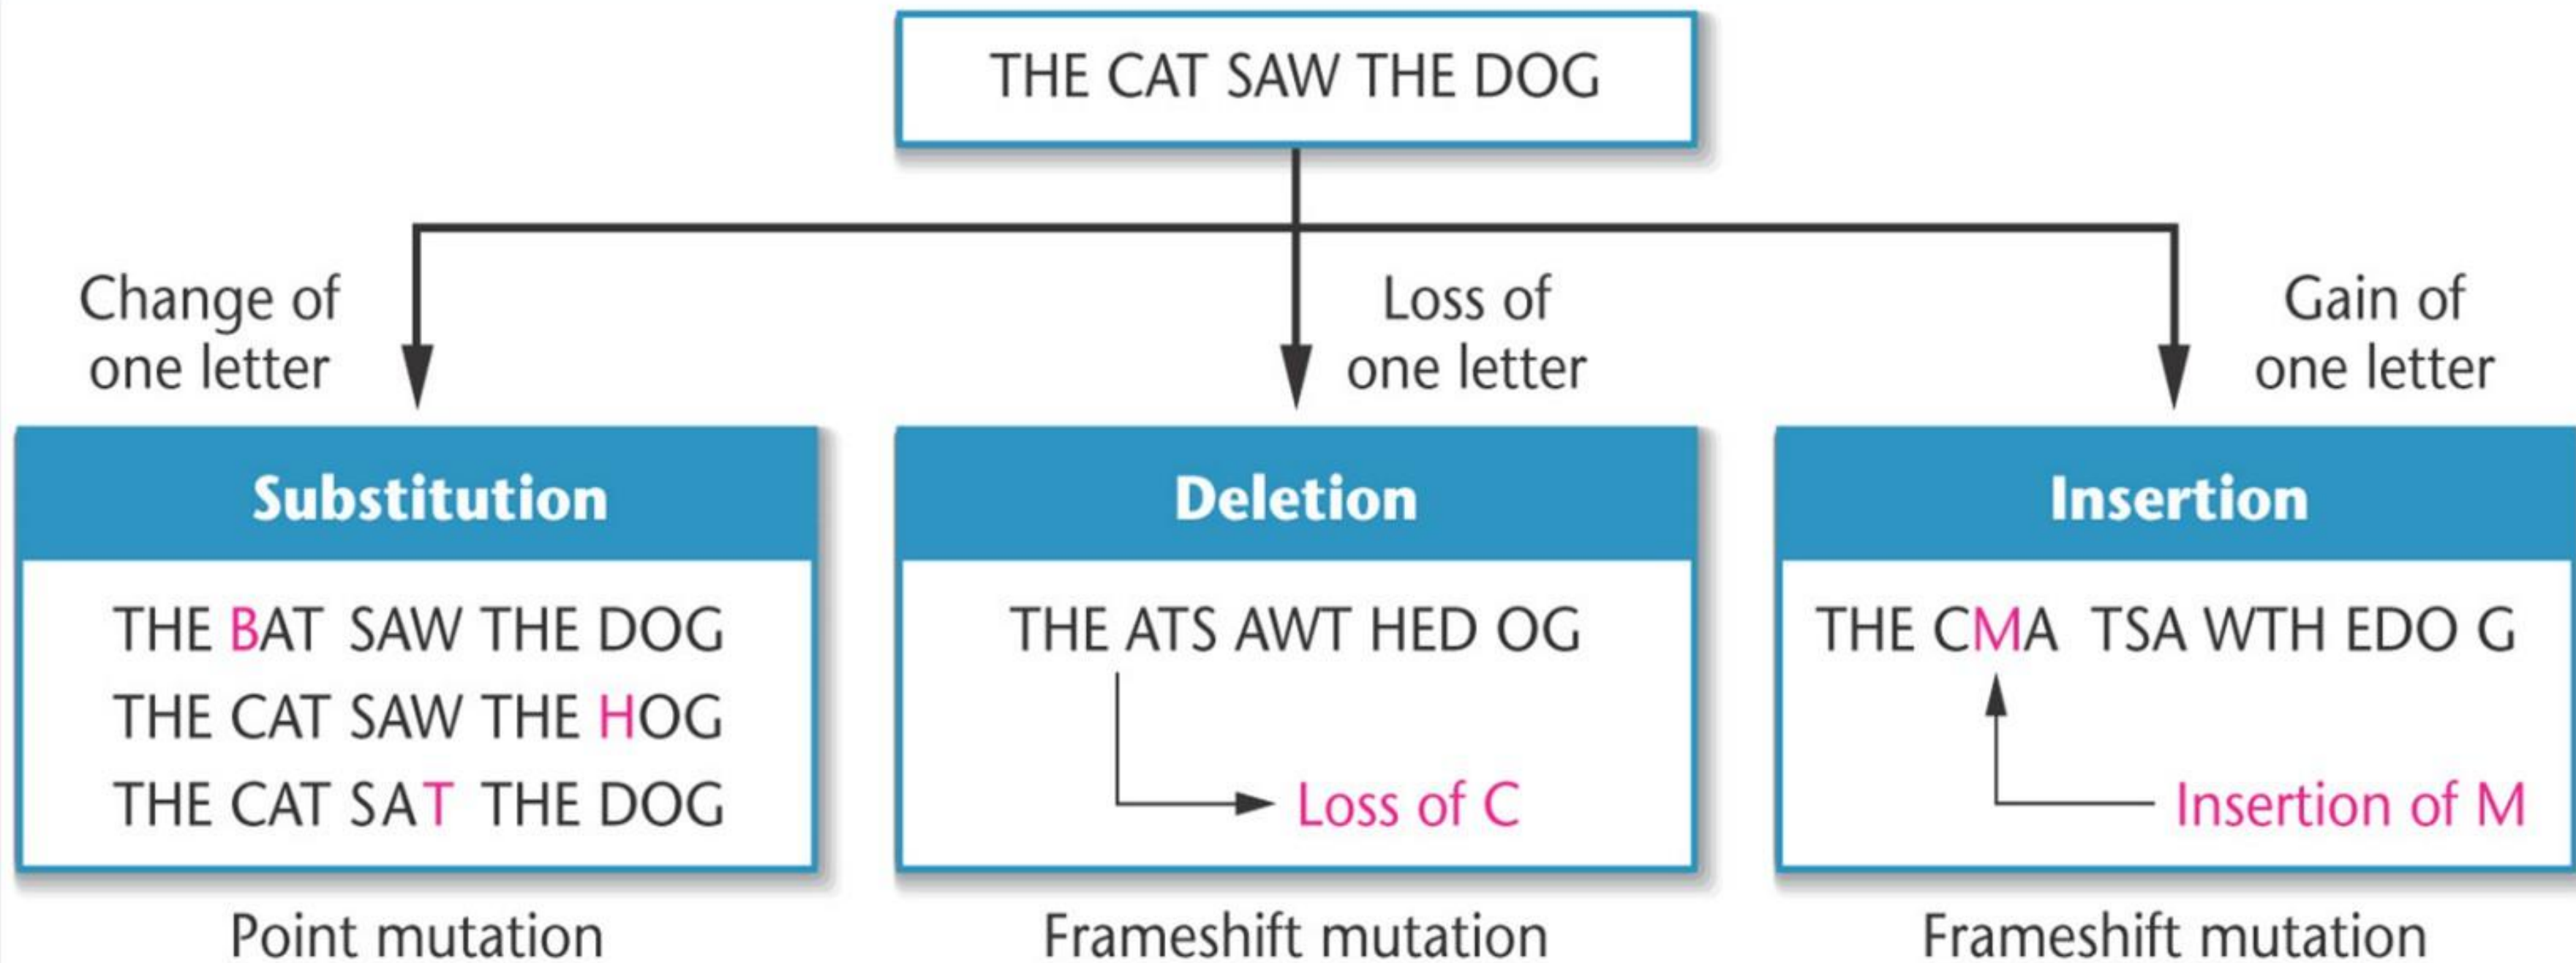 THE CAT SAW THE DOG
Change of
one letter
Loss of
one letter
Gain of
one letter
Substitution
THE BAT SAW THE DOG
THE CAT SAW THE HOG
THE CAT SAT THE DOG
Point mutation
Deletion
THE ATS AWT HED OG
Loss of C
Frameshift mutation
Insertion
THE CMA TSA WTH EDO G
Insertion of M
Frameshift mutation